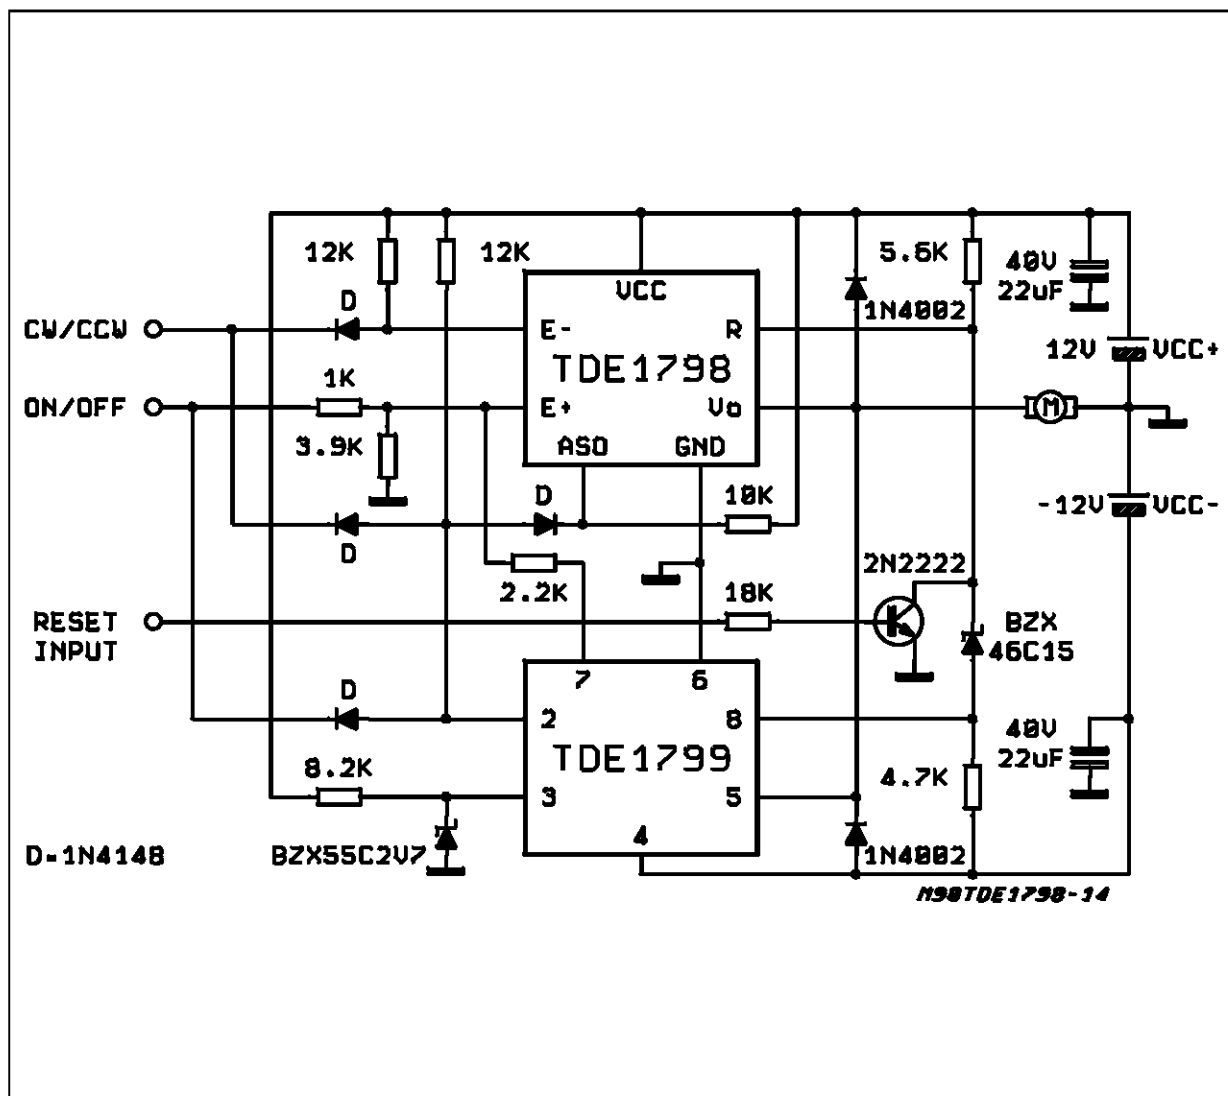 12K
12K
5.6K
40V
22uF
D
VCC
1N4002
CW/CCW
E-
R
12V
VCC+
TDE1798
1K
ON/OFF
E+
Vo
M
3.9K
ASO
GND
D
10K
-12V
VCC-
D
2.2K
2N2222
18K
RESET
INPUT
BZX
46C15
7
6
D
2
8
40V
22uF
TDE1799
8.2K
4.7K
3
5
4
D=1N4148
BZX55C2V7
1N4002
M98TDE1798-14